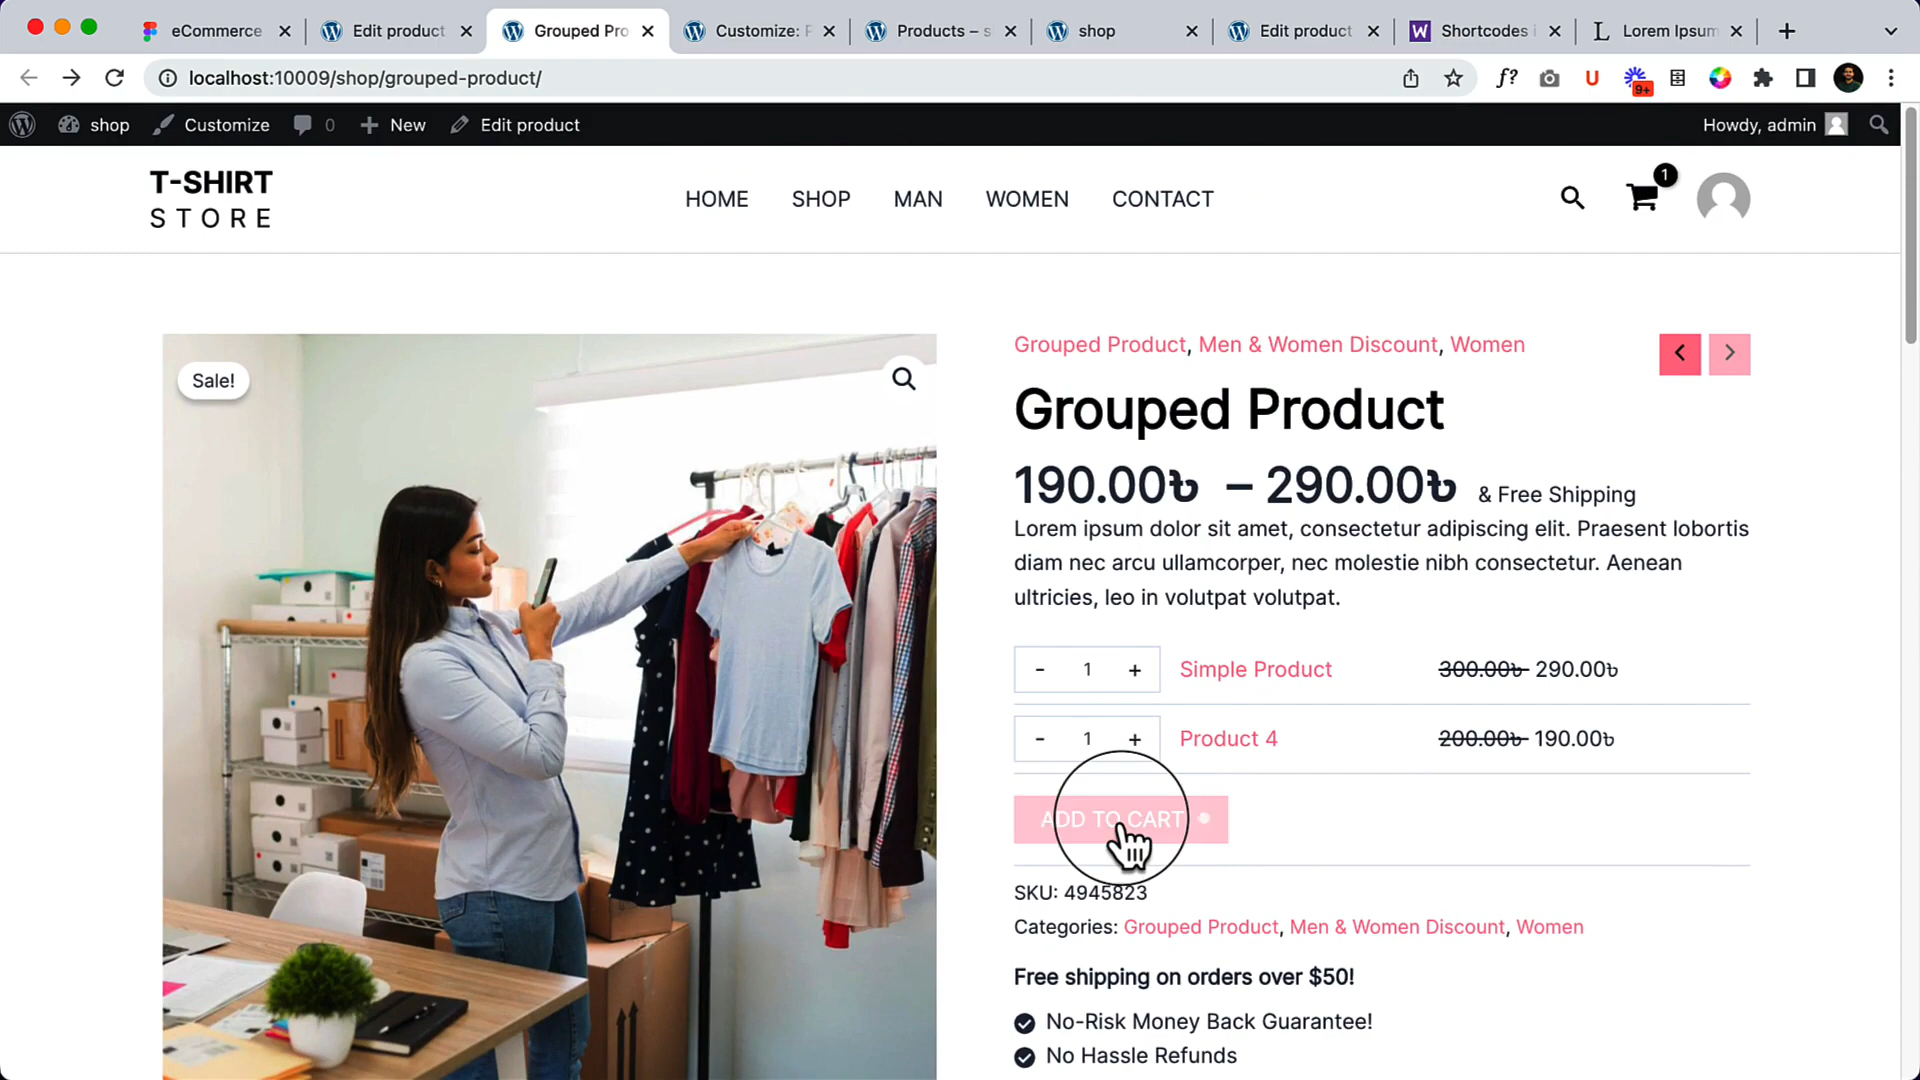 eCommerce
Edit product
Grouped Pro
Customize: P
Products – s
shop
Edit product
Shortcodes i
Lorem Ipsum
localhost:10009/shop/grouped-product/
f?
U
9+
shop
Customize
0
New
Edit product
Howdy, admin
T-SHIRT
STORE
HOME
SHOP
MAN
WOMEN
CONTACT
1
Sale!
Grouped Product, Men & Women Discount, Women
Grouped Product
190.00৳ – 290.00৳ & Free Shipping
Lorem ipsum dolor sit amet, consectetur adipiscing elit. Praesent lobortis
diam nec arcu ullamcorper, nec molestie nibh consectetur. Aenean
ultricies, leo in volutpat volutpat.
- 1 + Simple Product 300.00৳ 290.00৳
- 1 + Product 4 200.00৳ 190.00৳
ADD TO CART
SKU: 4945823
Categories: Grouped Product, Men & Women Discount, Women
Free shipping on orders over $50!
No-Risk Money Back Guarantee!
No Hassle Refunds